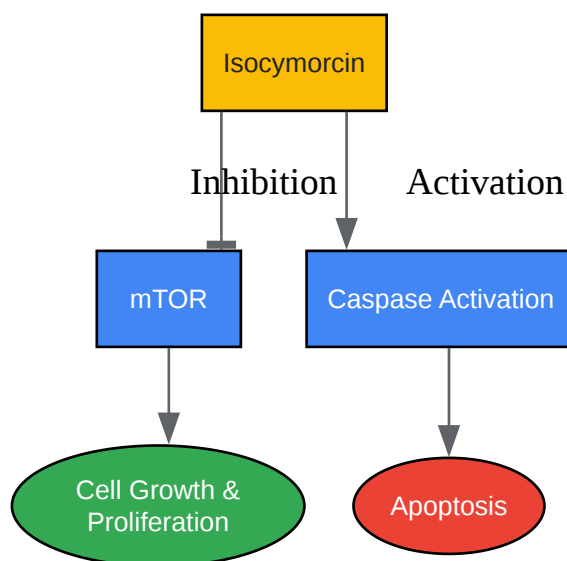 Isocymorcin
Inhibition
Activation
mTOR
Caspase Activation
Cell Growth &
Proliferation
Apoptosis